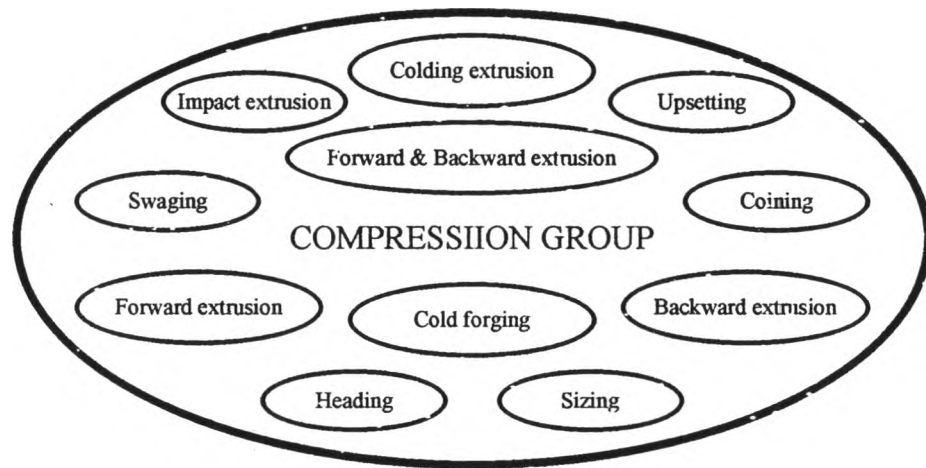 Colding extrusion
Impact extrusion
Upsetting
Forward & Backward extrusion
Swaging
Coining
COMPRESSIION GROUP
Forward extrusion
Cold forging
Backward extrusion
Heading
Sizing